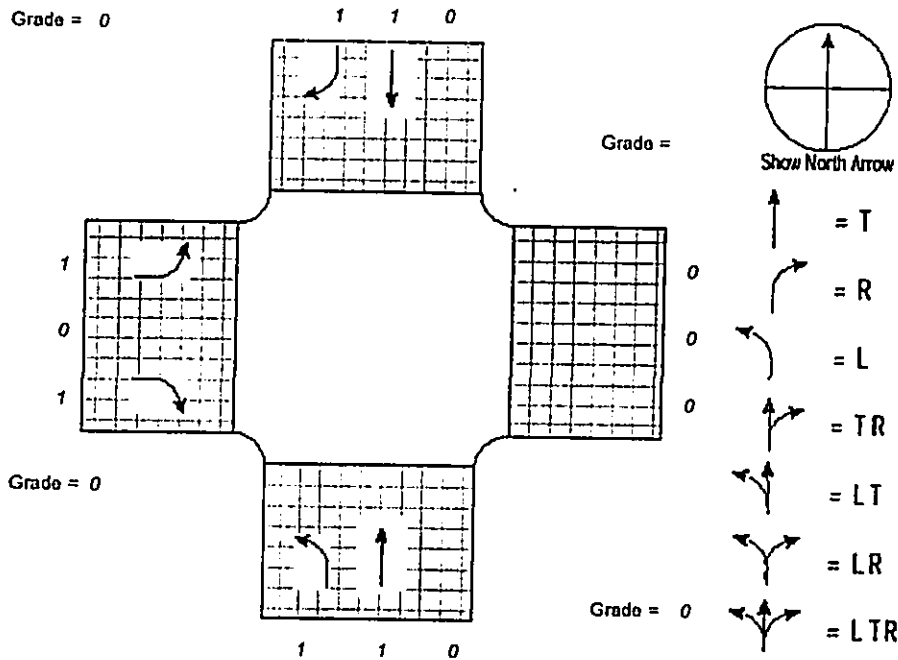 Grade = 0
1 1 0
Grade =
Show North Arrow
= T
= R
= L
= TR
= LT
= LR
= LTR
1
0
1
0
0
0
Grade = 0
Grade = 0
1 1 0